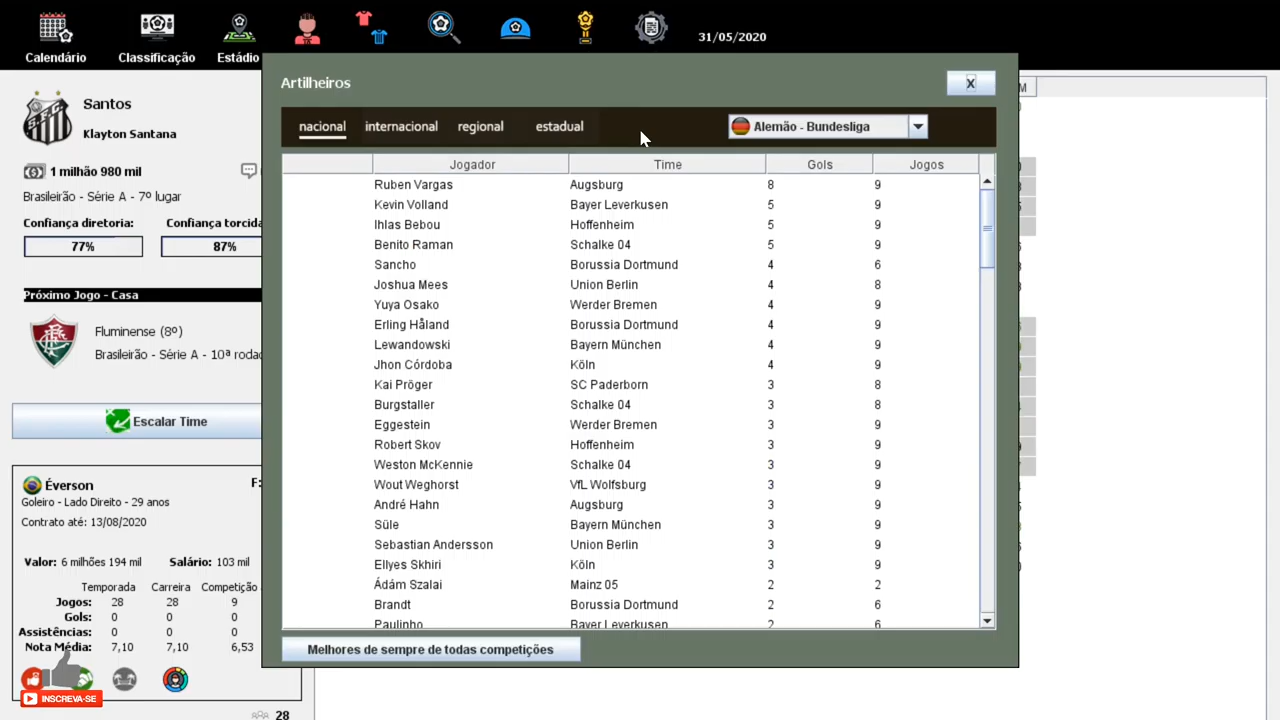 Calendário
Classificação
Estádio
31/05/2020
Santos
Klayton Santana
1 milhão 980 mil
Brasileirão - Série A - 7º lugar
Confiança diretoria:
Confiança torcida
77%
87%
Próximo Jogo - Casa
Fluminense (8º)
Brasileirão - Série A - 10ª roda
Escalar Time
Éverson
F:
Goleiro - Lado Direito - 29 anos
Contrato até: 13/08/2020
Valor: 6 milhões 194 mil
Salário: 103 mil
Temporada Carreira Competição
Jogos: 28 28 9
Gols: 0 0 0
Assistências: 0 0 0
Nota Média: 7,10 7,10 6,53
INSCREVA-SE
28
Artilheiros
X
M
nacional internacional regional estadual
Alemão - Bundesliga
Jogador Time Gols Jogos
Ruben Vargas Augsburg 8 9
Kevin Volland Bayer Leverkusen 5 9
Ihlas Bebou Hoffenheim 5 9
Benito Raman Schalke 04 5 9
Sancho Borussia Dortmund 4 6
Joshua Mees Union Berlin 4 8
Yuya Osako Werder Bremen 4 9
Erling Håland Borussia Dortmund 4 9
Lewandowski Bayern München 4 9
Jhon Córdoba Köln 4 9
Kai Pröger SC Paderborn 3 8
Burgstaller Schalke 04 3 8
Eggestein Werder Bremen 3 9
Robert Skov Hoffenheim 3 9
Weston McKennie Schalke 04 3 9
Wout Weghorst VfL Wolfsburg 3 9
André Hahn Augsburg 3 9
Süle Bayern München 3 9
Sebastian Andersson Union Berlin 3 9
Ellyes Skhiri Köln 3 9
Ádám Szalai Mainz 05 2 2
Brandt Borussia Dortmund 2 6
Paulinho Bayer Leverkusen 2 6
Melhores de sempre de todas competições